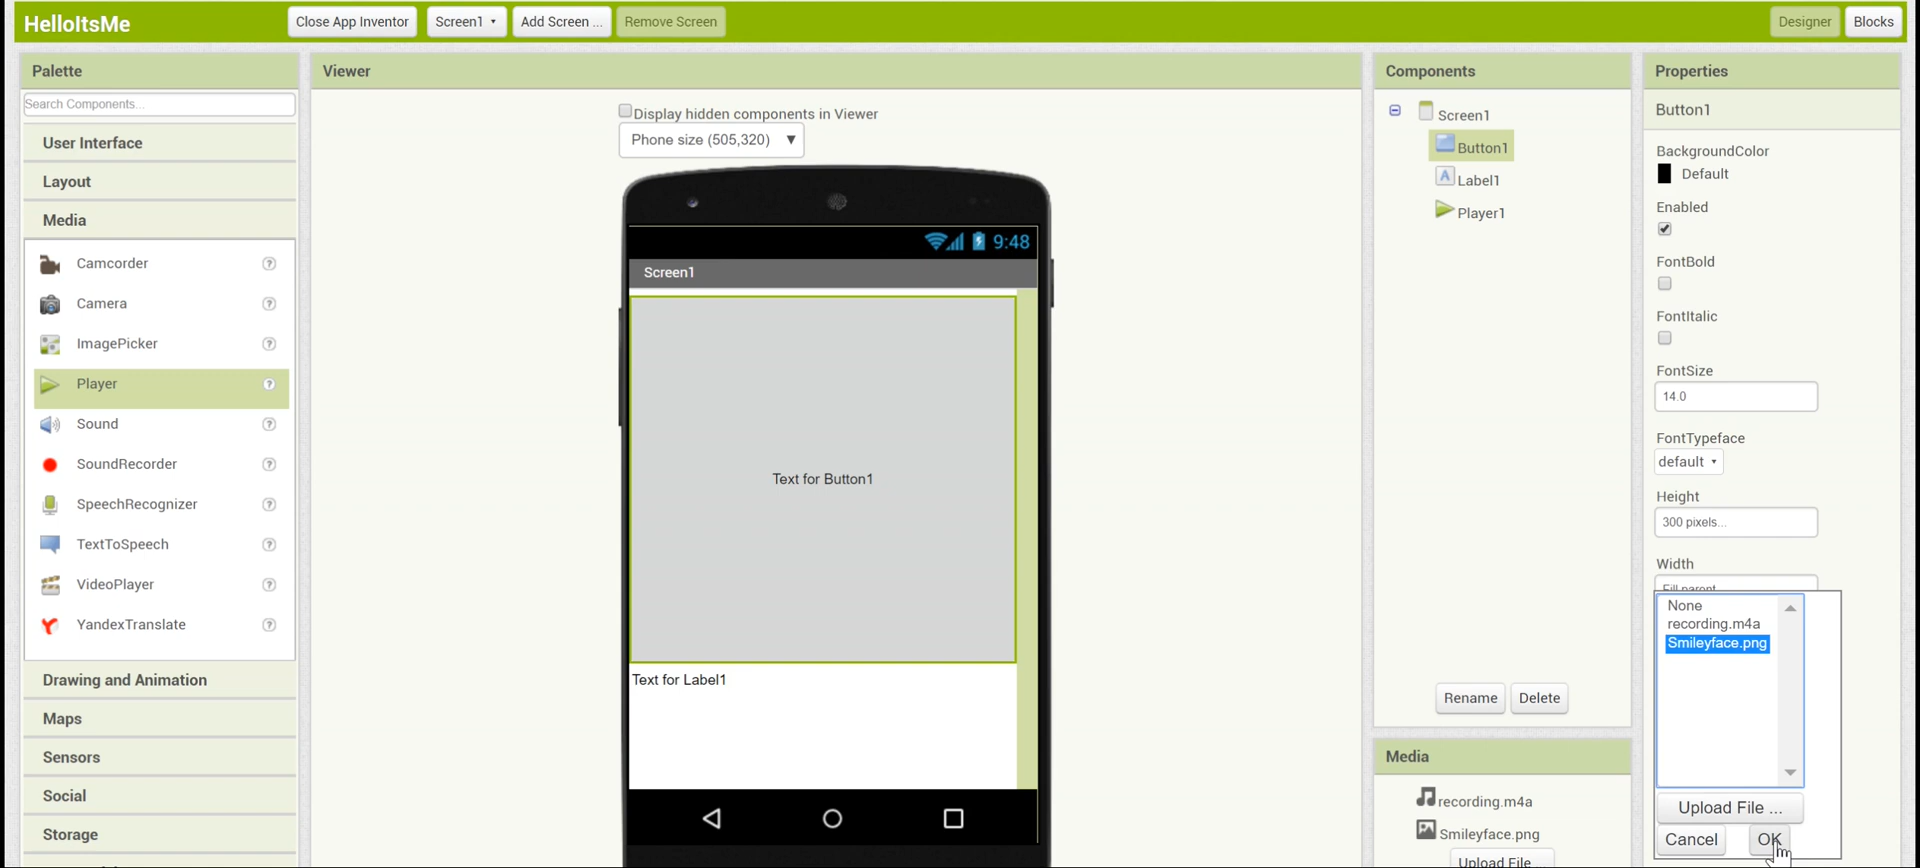 HelloItsMe
Close App Inventor
Screen1
Add Screen ...
Remove Screen
Designer
Blocks
Palette
Search Components...
User Interface
Layout
Media
Camcorder
Camera
ImagePicker
Player
Sound
SoundRecorder
SpeechRecognizer
TextToSpeech
VideoPlayer
YandexTranslate
Drawing and Animation
Maps
Sensors
Social
Storage
Viewer
Display hidden components in Viewer
Phone size (505,320)
9:48
Screen1
Text for Button1
Text for Label1
Components
Screen1
Button1
Label1
Player1
Rename
Delete
Media
recording.m4a
Smileyface.png
Upload File ...
Properties
Button1
BackgroundColor
Default
Enabled
FontBold
FontItalic
FontSize
14.0
FontTypeface
default
Height
300 pixels...
Width
Fill parent...
None
recording.m4a
Smileyface.png
Upload File ...
Cancel
OK